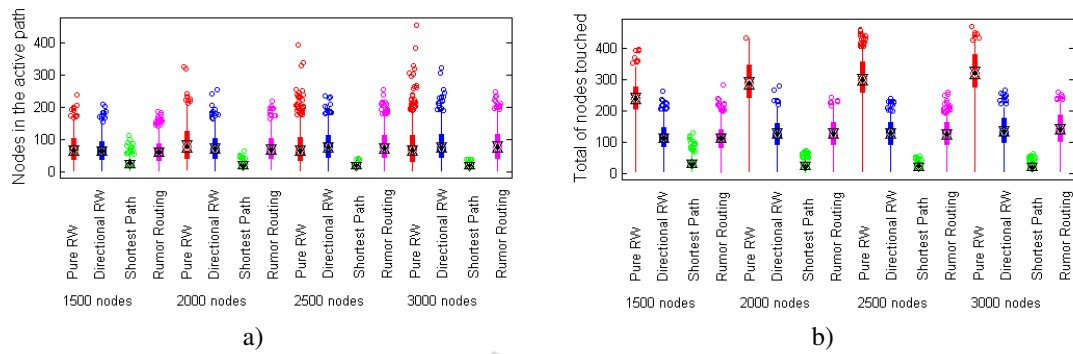 Nodes in the active path
400
300
200
100
0
Pure RW
Directional RW
Shortest Path
Rumor Routing
Pure RW
Directional RW
Shortest Path
Rumor Routing
Pure RW
Directional RW
Shortest Path
Rumor Routing
Pure RW
Directional RW
Shortest Path
Rumor Routing
1500 nodes
2000 nodes
2500 nodes
3000 nodes
a)
Total of nodes touched
400
300
200
100
0
Pure RW
Directional RW
Shortest Path
Rumor Routing
Pure RW
Directional RW
Shortest Path
Rumor Routing
Pure RW
Directional RW
Shortest Path
Rumor Routing
Pure RW
Directional RW
Shortest Path
Rumor Routing
1500 nodes
2000 nodes
2500 nodes
3000 nodes
b)